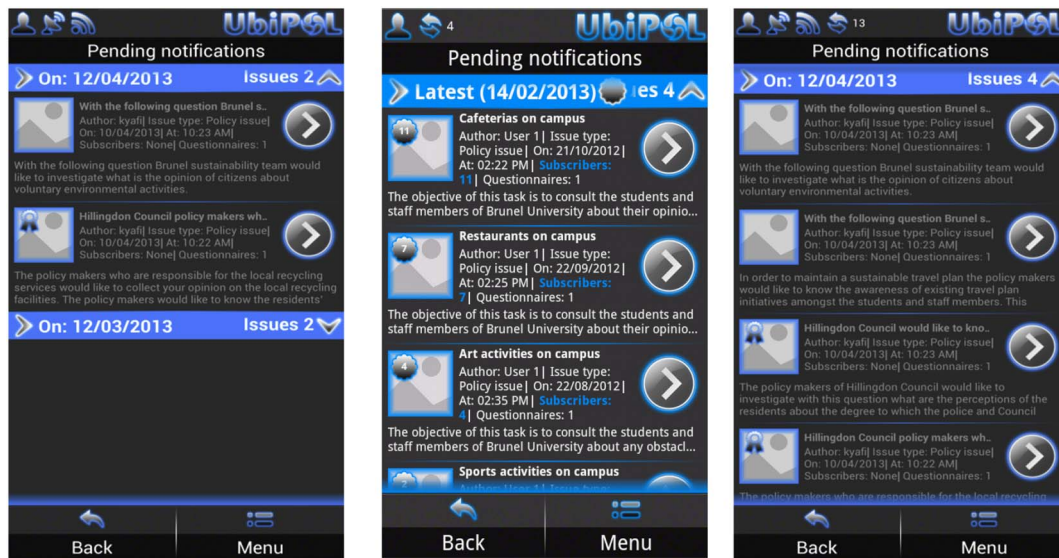 UbiPOL
Pending notifications
On: 12/04/2013 Issues 2
With the following question Brunel s..
Author: kyafi| Issue type: Policy issue|
On: 10/04/2013| At: 10:23 AM|
Subscribers: None| Questionnaires: 1
With the following question Brunel sustainability team would
like to investigate what is the opinion of citizens about
voluntary environmental activities.
Hillingdon Council policy makers wh..
Author: kyafi| Issue type: Policy issue|
On: 10/04/2013| At: 10:22 AM|
Subscribers: None| Questionnaires: 1
The policy makers who are responsible for the local recycling
services would like to collect your opinion on the local recycling
facilities. The policy makers would like to know the residents'
On: 12/03/2013 Issues 2
Back Menu
4 UbiPOL
Pending notifications
Latest (14/02/2013) es 4
11
Cafeterias on campus
Author: User 1| Issue type:
Policy issue| On: 21/10/2012|
At: 02:22 PM| Subscribers:
11| Questionnaires: 1
The objective of this task is to consult the students and
staff members of Brunel University about their opinio...
7
Restaurants on campus
Author: User 1| Issue type:
Policy issue| On: 22/09/2012|
At: 02:25 PM| Subscribers:
7| Questionnaires: 1
The objective of this task is to consult the students and
staff members of Brunel University about their opinio...
4
Art activities on campus
Author: User 1| Issue type:
Policy issue| On: 22/08/2012|
At: 02:35 PM| Subscribers:
4| Questionnaires: 1
The objective of this task is to consult the students and
staff members of Brunel University about any obstacl...
2
Sports activities on campus
Author: User 1| Issue type:
Back Menu
13 UbiPOL
Pending notifications
On: 12/04/2013 Issues 4
With the following question Brunel s..
Author: kyafi| Issue type: Policy issue|
On: 10/04/2013| At: 10:23 AM|
Subscribers: None| Questionnaires: 1
With the following question Brunel sustainability team would
like to investigate what is the opinion of citizens about
voluntary environmental activities.
With the following question Brunel s..
Author: kyafi| Issue type: Policy issue|
On: 10/04/2013| At: 10:23 AM|
Subscribers: None| Questionnaires: 1
In order to maintain a sustainable travel plan the policy makers
would like to know the awareness of existing travel plan
initiatives amongst the students and staff members. This
Hillingdon Council would like to kno..
Author: kyafi| Issue type: Policy issue|
On: 10/04/2013| At: 10:23 AM|
Subscribers: None| Questionnaires: 1
The policy makers of Hillingdon Council would like to
investigate with this question what are the perceptions of the
residents about the degree to which the police and Council
Hillingdon Council policy makers wh..
Author: kyafi| Issue type: Policy issue|
On: 10/04/2013| At: 10:22 AM|
Subscribers: None| Questionnaires: 1
The policy makers who are responsible for the local recycling
Back Menu